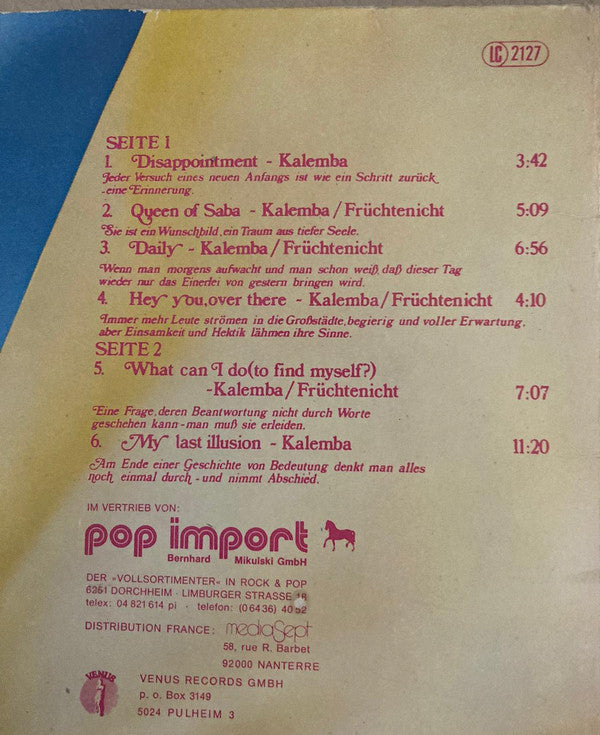 LC 2127
SEITE 1
1. Disappointment - Kalemba 3:42
Jeder Versuch eines neuen Anfangs ist wie ein Schritt zurück
-eine Erinnerung.
2. Queen of Saba - Kalemba/Früchtenicht 5:09
Sie ist ein Wunschbild, ein Traum aus tiefer Seele.
3. Daily - Kalemba/Früchtenicht 6:56
Wenn man morgens aufwacht und man schon weiß, daß dieser Tag
wieder nur das Einerlei von gestern bringen wird.
4. Hey you, over there - Kalemba/Früchtenicht 4:10
Immer mehr Leute strömen in die Großstädte, begierig und voller Erwartung,
aber Einsamkeit und Hektik lähmen ihre Sinne.
SEITE 2
5. What can I do(to find myself?)
-Kalemba/Früchtenicht 7:07
Eine Frage, deren Beantwortung nicht durch Worte
geschehen kann-man muß sie erleiden.
6. My last illusion - Kalemba 11:20
Am Ende einer Geschichte von Bedeutung denkt man alles
noch einmal durch - und nimmt Abschied.
IM VERTRIEB VON:
pop import
Bernhard Mikulski GmbH
DER »VOLLSORTIMENTER« IN ROCK & POP
6251 DORCHHEIM · LIMBURGER STRASSE 18
telex: 04 821 614 pi · telefon: (0 64 36) 40 52
DISTRIBUTION FRANCE: mediaSept
58, rue R. Barbet
92000 NANTERRE
VENUS
VENUS RECORDS GMBH
p. o. Box 3149
5024 PULHEIM 3